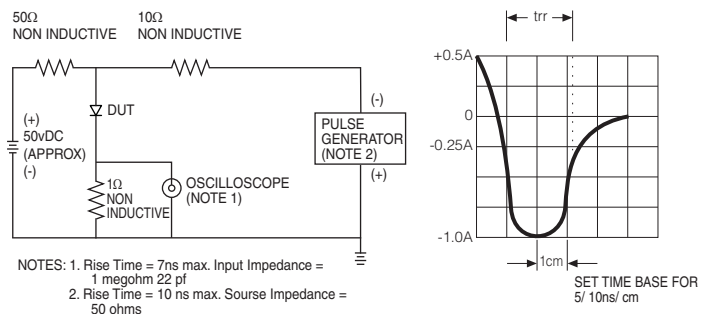 50Ω
NON INDUCTIVE
10Ω
NON INDUCTIVE
(+)
50vDC
(APPROX)
(-)
DUT
1Ω
NON
INDUCTIVE
OSCILLOSCOPE
(NOTE 1)
(-)
PULSE
GENERATOR
(NOTE 2)
(+)
NOTES: 1. Rise Time = 7ns max. Input Impedance =
1 megohm 22 pf
2. Rise Time = 10 ns max. Sourse Impedance =
50 ohms
trr
+0.5A
0
-0.25A
-1.0A
1cm
SET TIME BASE FOR
5/ 10ns/ cm